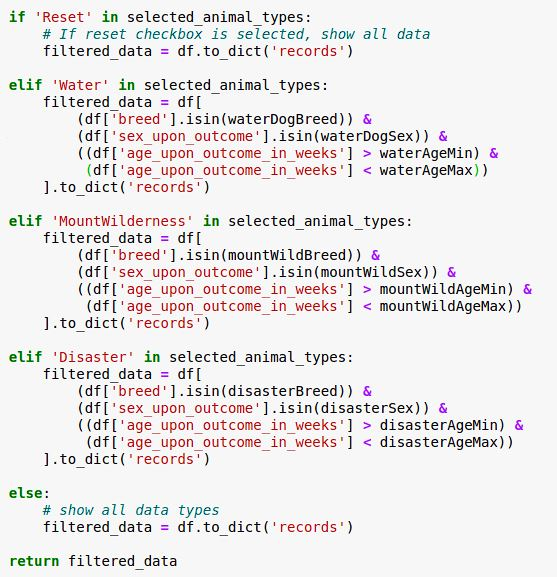 if 'Reset' in selected_animal_types:
    # If reset checkbox is selected, show all data
    filtered_data = df.to_dict('records')

elif 'Water' in selected_animal_types:
    filtered_data = df[
        (df['breed'].isin(waterDogBreed)) &
        (df['sex_upon_outcome'].isin(waterDogSex)) &
        ((df['age_upon_outcome_in_weeks'] > waterAgeMin) &
         (df['age_upon_outcome_in_weeks'] < waterAgeMax))
    ].to_dict('records')

elif 'MountWilderness' in selected_animal_types:
    filtered_data = df[
        (df['breed'].isin(mountWildBreed)) &
        (df['sex_upon_outcome'].isin(mountWildSex)) &
        ((df['age_upon_outcome_in_weeks'] > mountWildAgeMin) &
         (df['age_upon_outcome_in_weeks'] < mountWildAgeMax))
    ].to_dict('records')

elif 'Disaster' in selected_animal_types:
    filtered_data = df[
        (df['breed'].isin(disasterBreed)) &
        (df['sex_upon_outcome'].isin(disasterSex)) &
        ((df['age_upon_outcome_in_weeks'] > disasterAgeMin) &
         (df['age_upon_outcome_in_weeks'] < disasterAgeMax))
    ].to_dict('records')

else:
    # show all data types
    filtered_data = df.to_dict('records')

return filtered_data